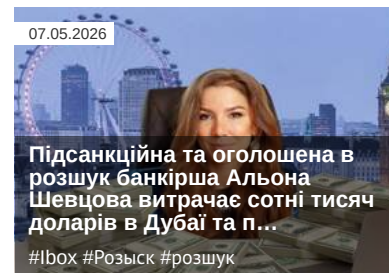 07.05.2026
Підсанкційна та оголошена в
розшук банкірша Альона
Шевцова витрачає сотні тисяч
доларів в Дубаї та п...
#Ibox #Розыск #розшук